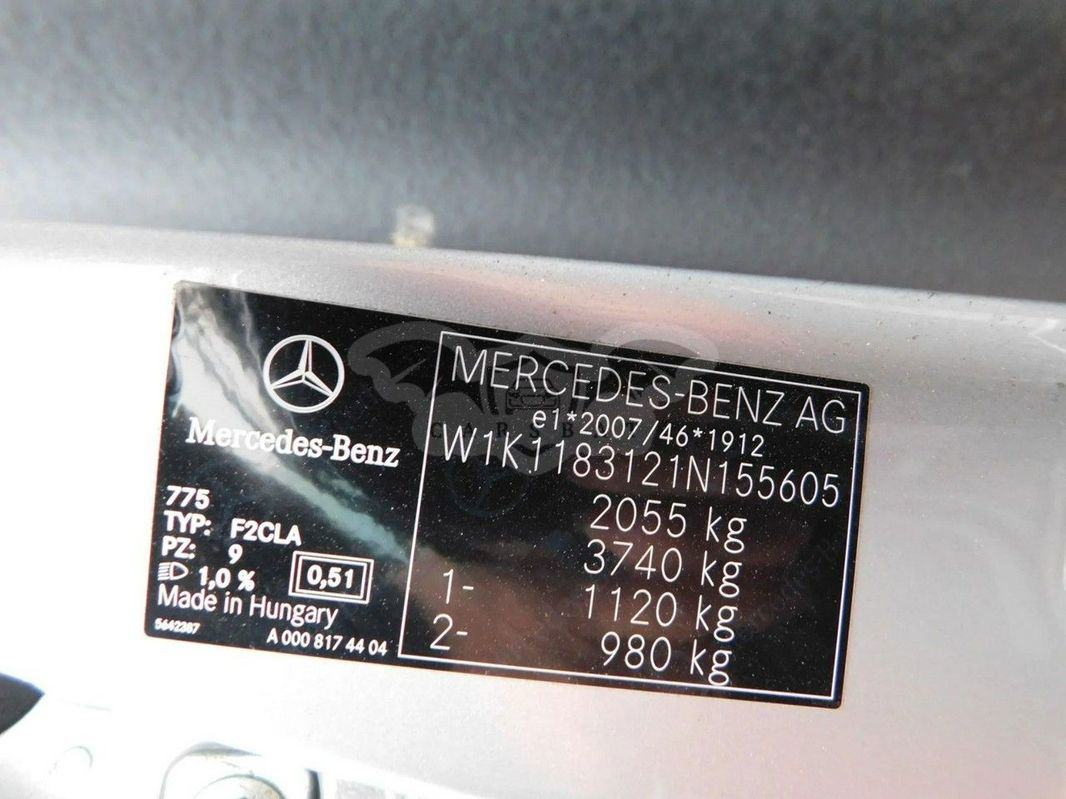 Mercedes-Benz
775
TYP: F2CLA
PZ: 9
1,0 %
0,51
Made in Hungary
5642367
A 000 817 44 04
MERCEDES-BENZ AG
e1*2007/46*1912
W1K1183121N155605
2055 kg
3740 kg
1- 1120 kg
2- 980 kg